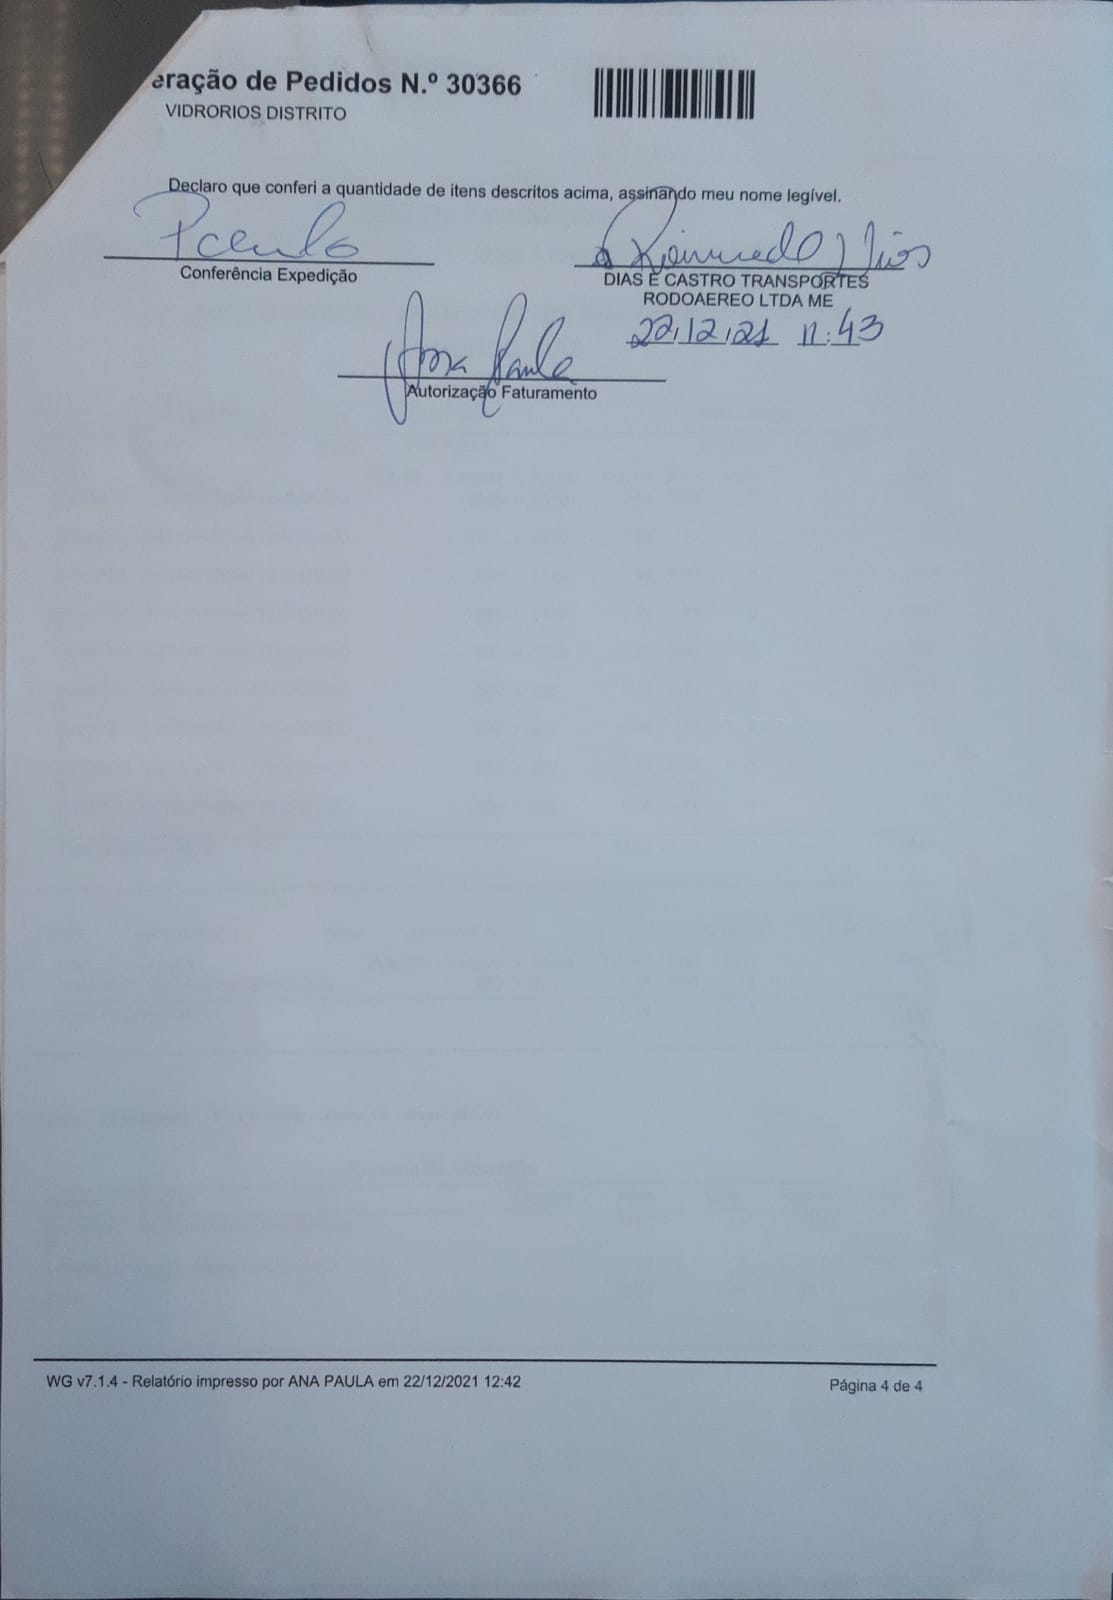 eração de Pedidos N.º 30366
VIDRORIOS DISTRITO
Declaro que conferi a quantidade de itens descritos acima, assinando meu nome legível.
Conferência Expedição
DIAS E CASTRO TRANSPORTES
RODOAEREO LTDA ME
22/12/21
Ana Paula
Autorização Faturamento
WG v7.1.4 - Relatório impresso por ANA PAULA em 22/12/2021 12:42
Página 4 de 4